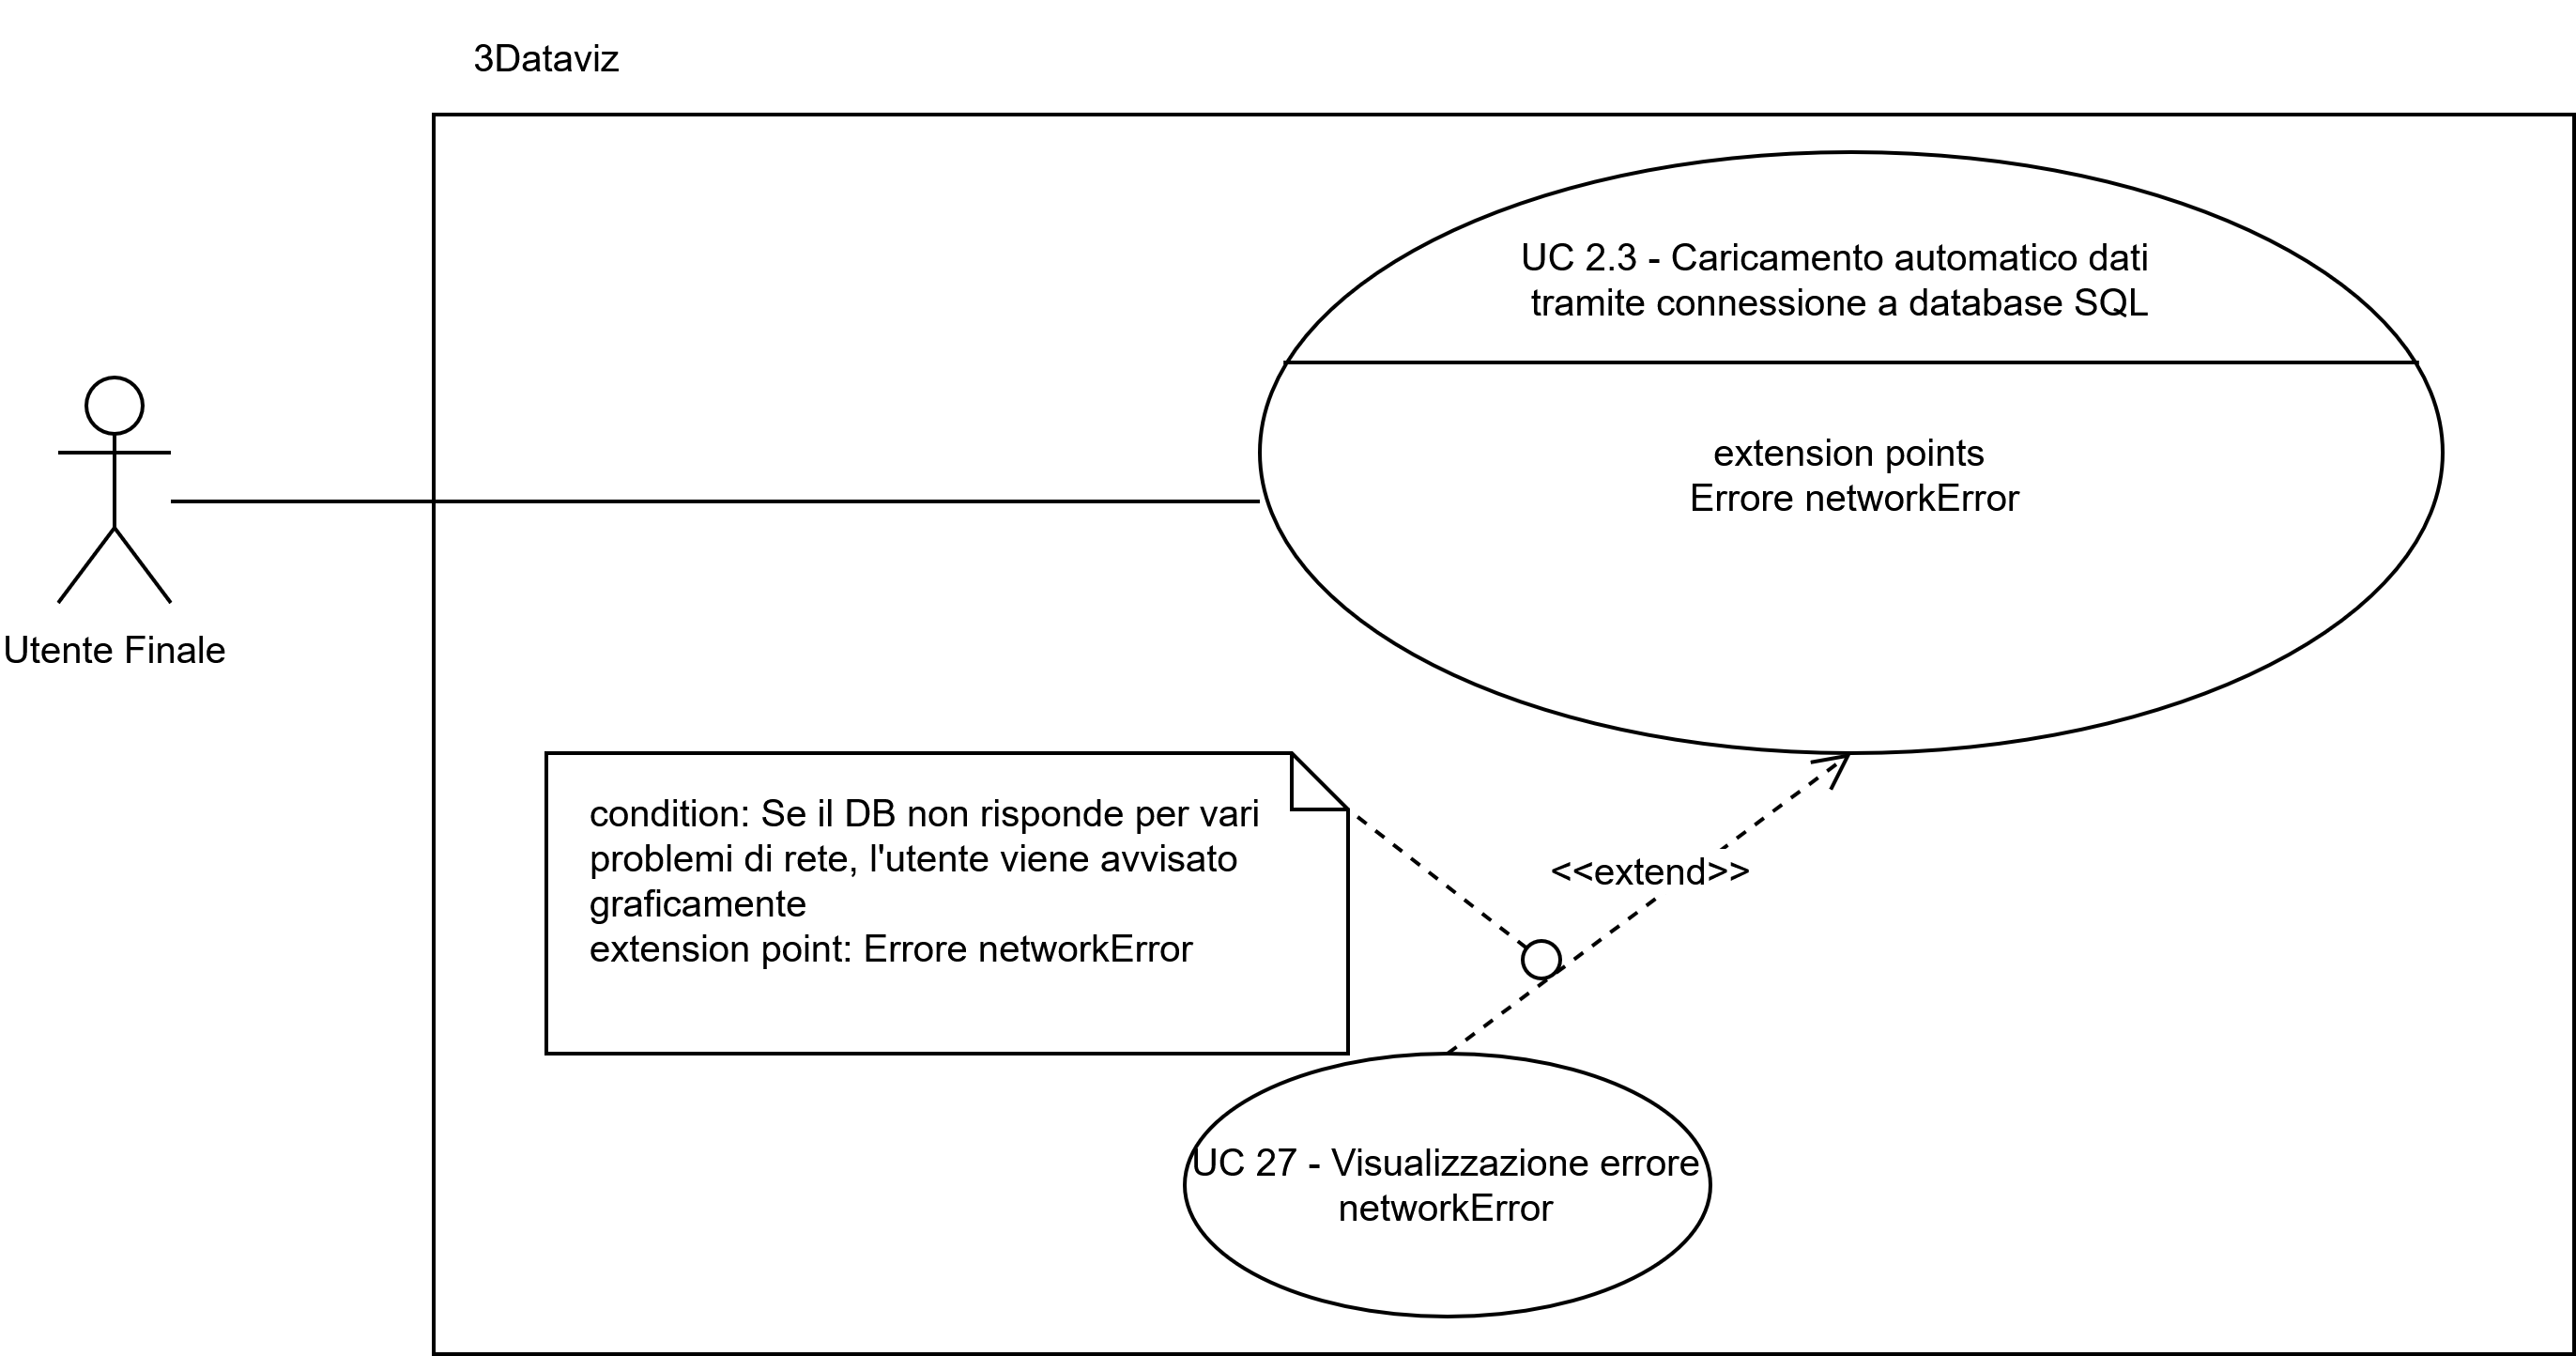 3Dataviz
UC 2.3 - Caricamento automatico dati
tramite connessione a database SQL
extension points
Errore networkError
Utente Finale
condition: Se il DB non risponde per vari
problemi di rete, l'utente viene avvisato
graficamente
extension point: Errore networkError
<<extend>>
UC 27 - Visualizzazione errore
networkError